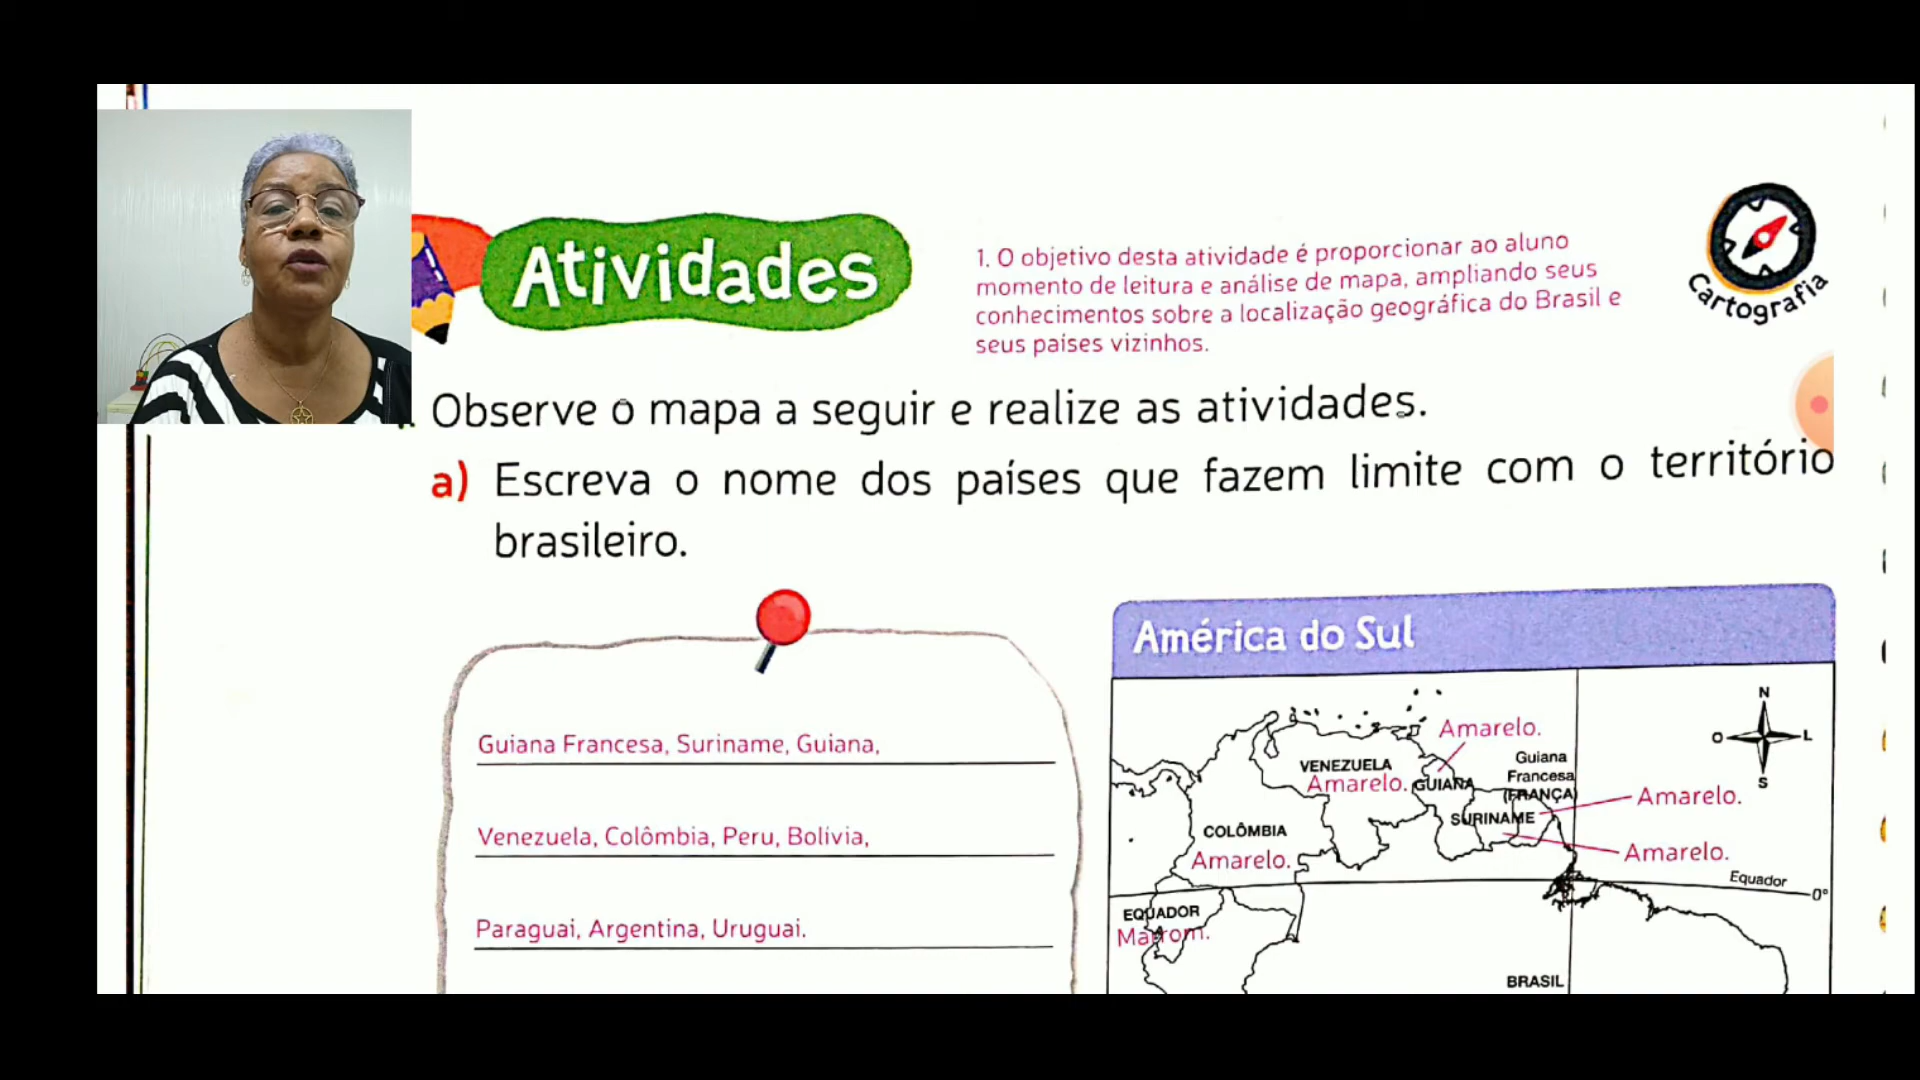 Atividades
1. O objetivo desta atividade é proporcionar ao aluno
momento de leitura e análise de mapa, ampliando seus
conhecimentos sobre a localização geográfica do Brasil e
seus países vizinhos.
Cartografia
Observe o mapa a seguir e realize as atividades.
a) Escreva o nome dos países que fazem limite com o território
brasileiro.
Guiana Francesa, Suriname, Guiana,
Venezuela, Colômbia, Peru, Bolívia,
Paraguai, Argentina, Uruguai.
América do Sul
N
O
L
S
Amarelo.
VENEZUELA
Amarelo.
GUIANA
Guiana
Francesa
(FRANÇA)
Amarelo.
SURINAME
Amarelo.
COLÔMBIA
Amarelo.
Equador
0°
EQUADOR
Marrom.
BRASIL